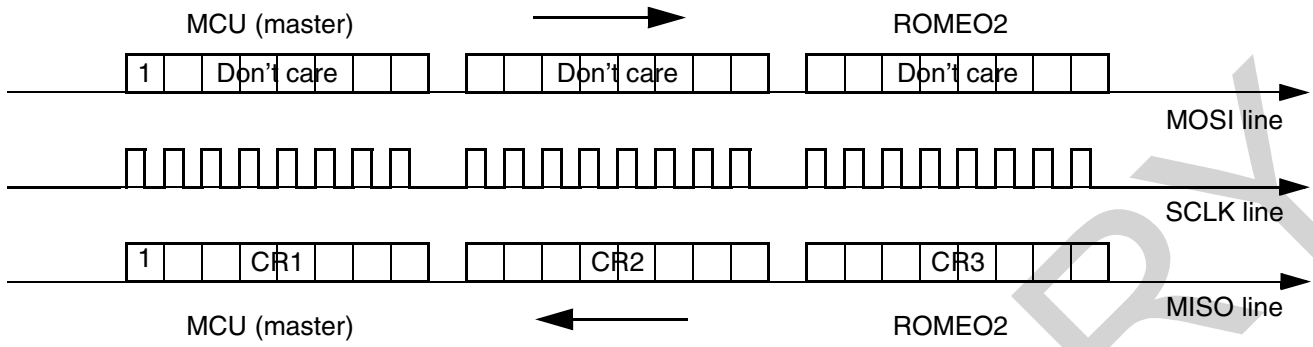 MCU (master) ROMEO2
1 Don't care Don't care Don't care
MOSI line
SCLK line
1 CR1 CR2 CR3
MISO line
MCU (master) ROMEO2
RY